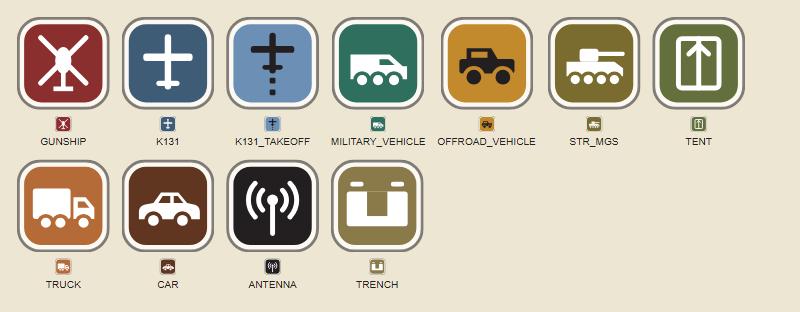 GUNSHIP K131 K131_TAKEOFF MILITARY_VEHICLE OFFROAD_VEHICLE STR_MGS TENT
TRUCK CAR ANTENNA TRENCH